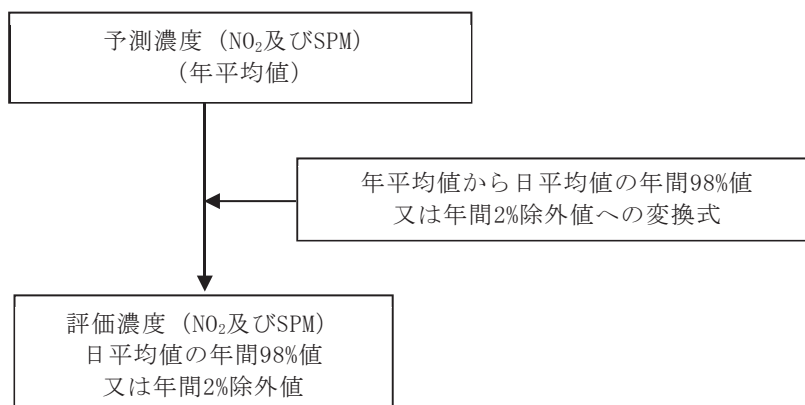 予測濃度（NO₂及びSPM）
（年平均値）
年平均値から日平均値の年間98%値
又は年間2%除外値への変換式
評価濃度（NO₂及びSPM）
日平均値の年間98%値
又は年間2%除外値